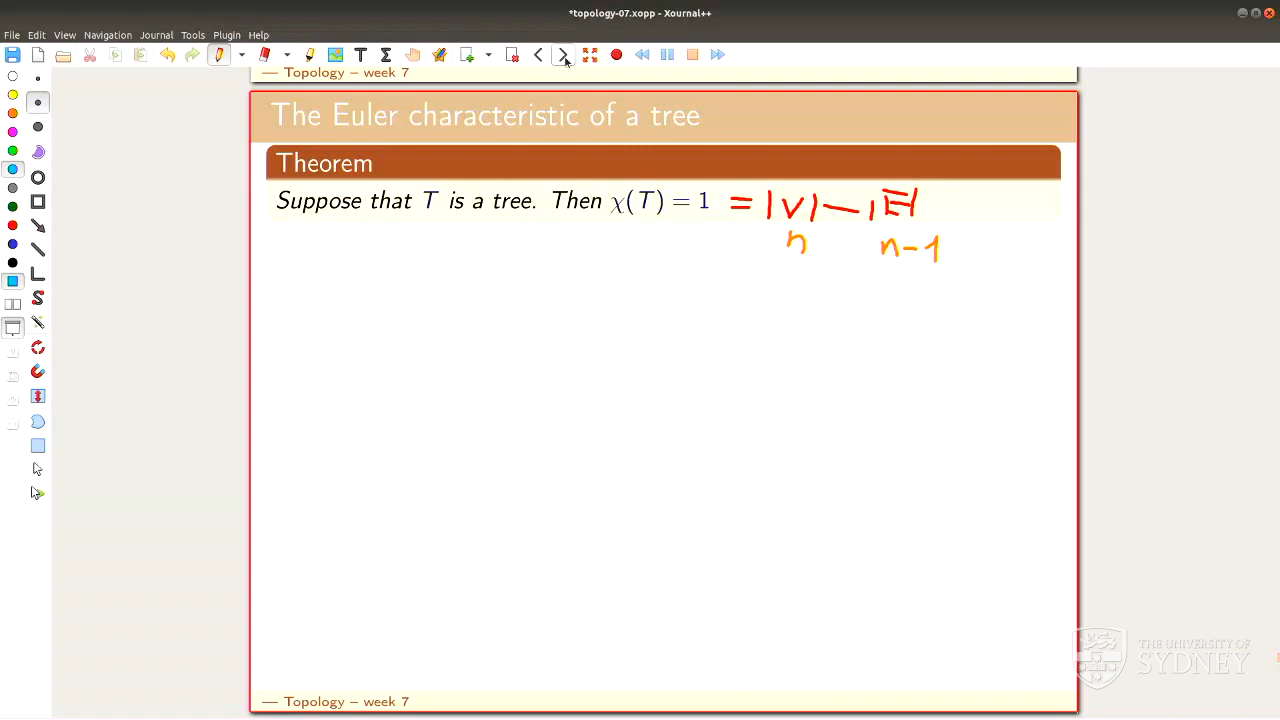 *topology-07.xopp - Xournal++
File Edit View Navigation Journal Tools Plugin Help
— Topology – week 7
The Euler characteristic of a tree
Theorem
Suppose that T is a tree. Then χ(T) = 1 = |V| — |E|
n n-1
THE UNIVERSITY OF
SYDNEY
— Topology – week 7